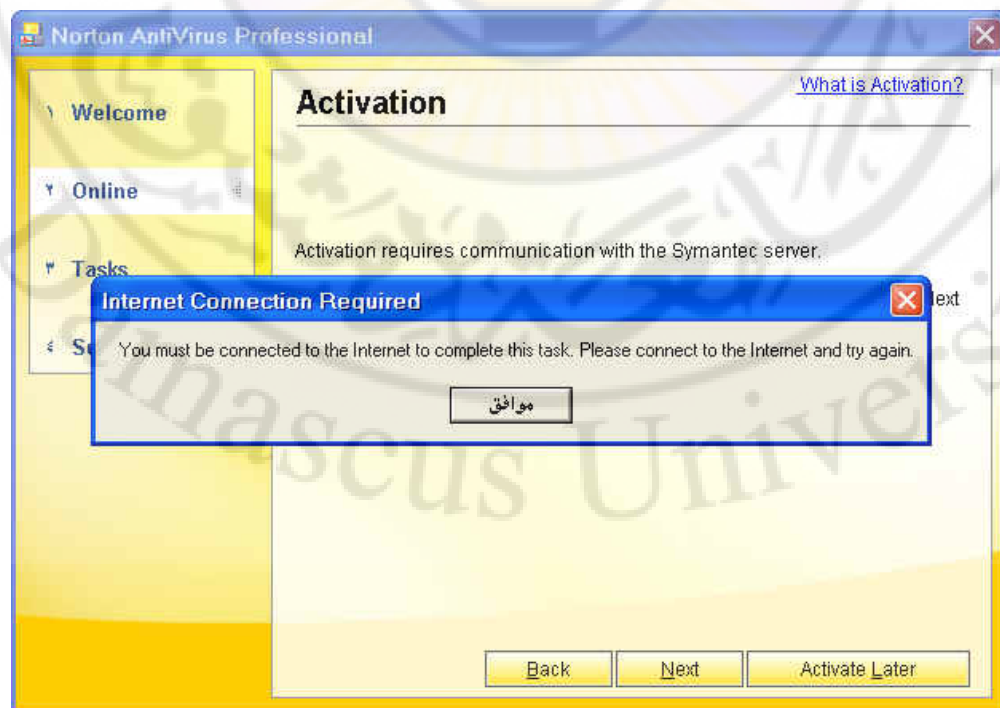 Norton AntiVirus Professional
What is Activation?
Activation
١ Welcome
٢ Online
Activation requires communication with the Symantec server.
٣ Tasks
Internet Connection Required
٤
You must be connected to the Internet to complete this task. Please connect to the Internet and try again.
موافق
Damascus
Back Next Activate Later